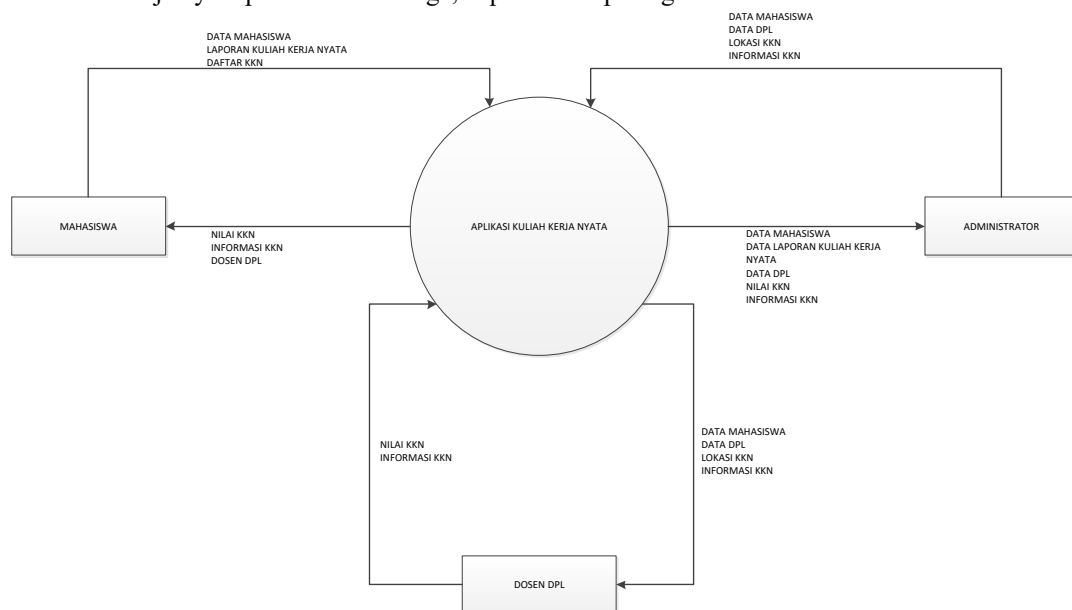 DATA MAHASISWA
LAPORAN KULIAH KERJA NYATA
DAFTAR KKN
DATA MAHASISWA
DATA DPL
LOKASI KKN
INFORMASI KKN
MAHASISWA
NILAI KKN
INFORMASI KKN
DOSEN DPL
APLIKASI KULIAH KERJA NYATA
DATA MAHASISWA
DATA LAPORAN KULIAH KERJA
NYATA
DATA DPL
NILAI KKN
INFORMASI KKN
ADMINISTRATOR
NILAI KKN
INFORMASI KKN
DATA MAHASISWA
DATA DPL
LOKASI KKN
INFORMASI KKN
DOSEN DPL